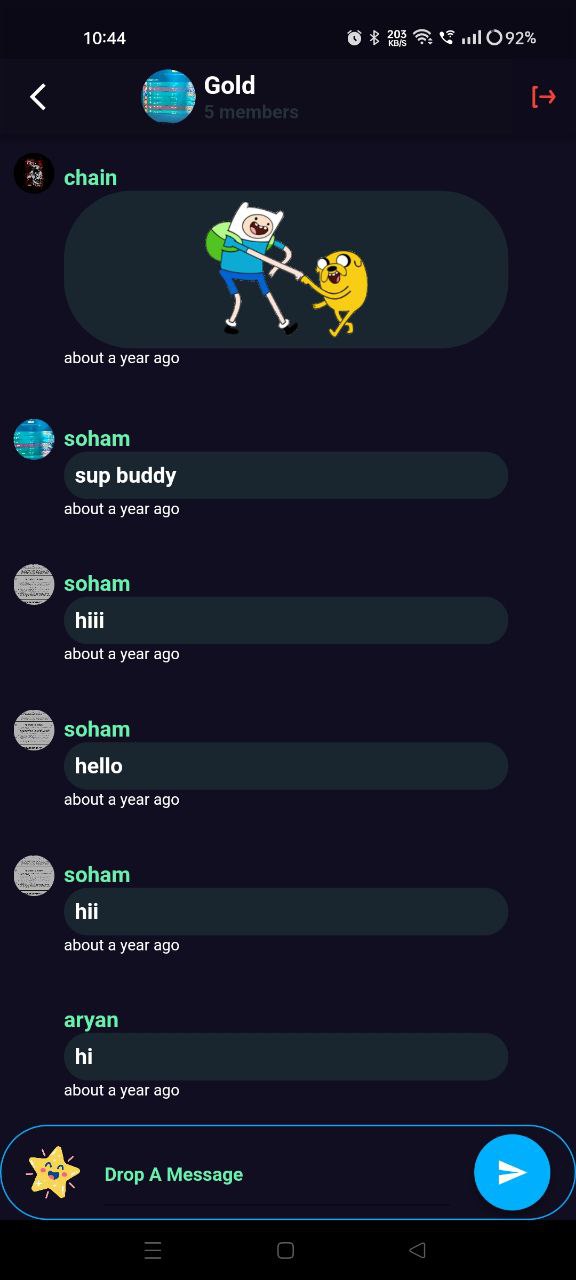 10:44
203
KB/S
92%
Gold
5 members
chain
about a year ago
soham
sup buddy
about a year ago
soham
hiii
about a year ago
soham
hello
about a year ago
soham
hii
about a year ago
aryan
hi
about a year ago
Drop A Message